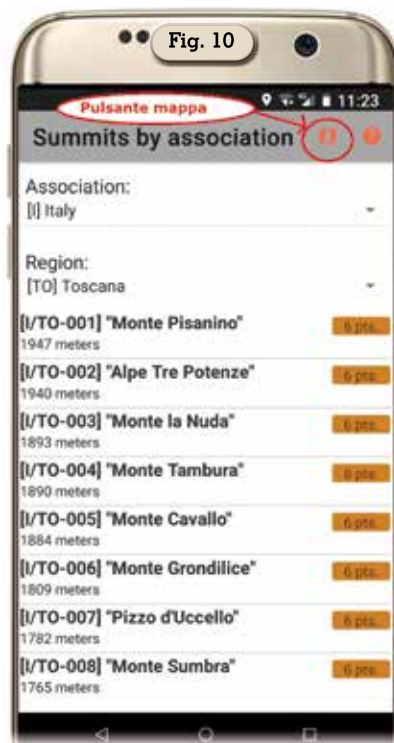 Fig. 10
11:23
Pulsante mappa
Summits by association
Association:
[I] Italy
Region:
[TO] Toscana
[I/TO-001] "Monte Pisanino"
6 pts.
1947 meters
[I/TO-002] "Alpe Tre Potenze"
6 pts.
1940 meters
[I/TO-003] "Monte la Nuda"
6 pts.
1893 meters
[I/TO-004] "Monte Tambura"
6 pts.
1890 meters
[I/TO-005] "Monte Cavallo"
6 pts.
1884 meters
[I/TO-006] "Monte Grondilice"
6 pts.
1809 meters
[I/TO-007] "Pizzo d'Uccello"
6 pts.
1782 meters
[I/TO-008] "Monte Sumbra"
6 pts.
1765 meters